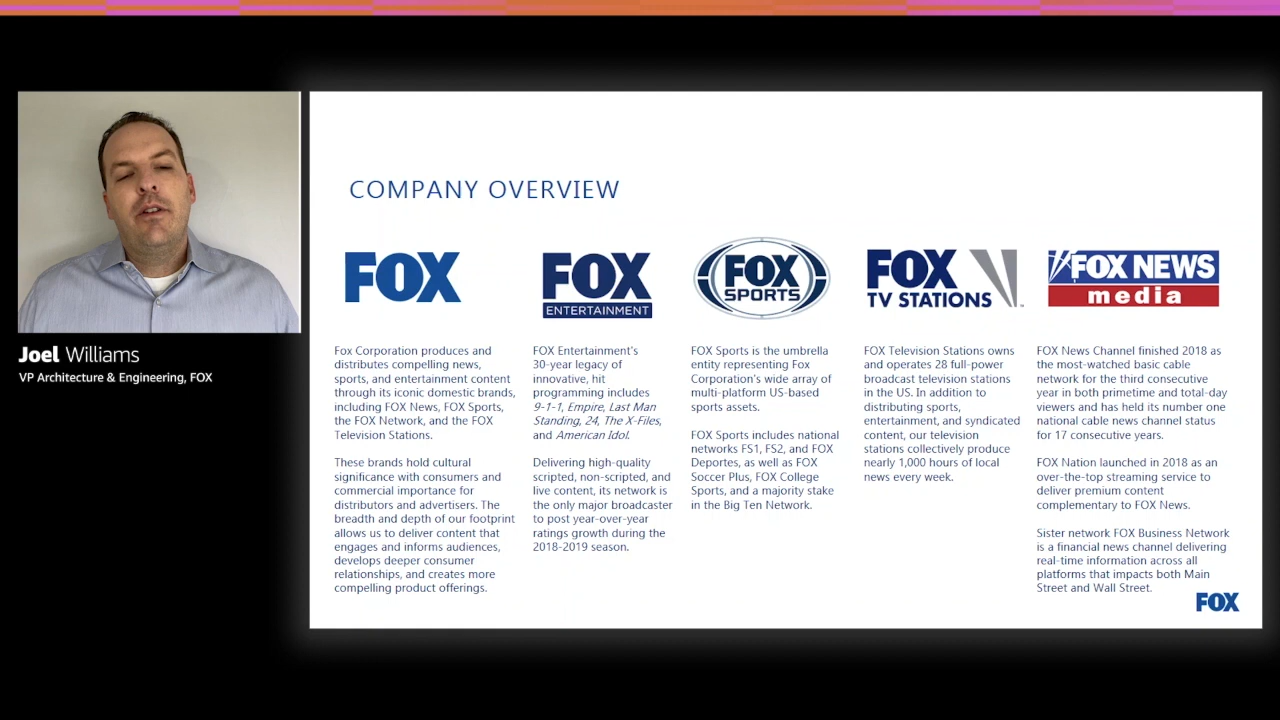 Joel Williams
VP Architecture & Engineering, FOX
COMPANY OVERVIEW
FOX
Fox Corporation produces and
distributes compelling news,
sports, and entertainment content
through its iconic domestic brands,
including FOX News, FOX Sports,
the FOX Network, and the FOX
Television Stations.
These brands hold cultural
significance with consumers and
commercial importance for
distributors and advertisers. The
breadth and depth of our footprint
allows us to deliver content that
engages and informs audiences,
develops deeper consumer
relationships, and creates more
compelling product offerings.
FOX
ENTERTAINMENT
FOX Entertainment's
30-year legacy of
innovative, hit
programming includes
9-1-1, Empire, Last Man
Standing, 24, The X-Files,
and American Idol.
Delivering high-quality
scripted, non-scripted, and
live content, its network is
the only major broadcaster
to post year-over-year
ratings growth during the
2018-2019 season.
FOX
SPORTS
FOX Sports is the umbrella
entity representing Fox
Corporation's wide array of
multi-platform US-based
sports assets.
FOX Sports includes national
networks FS1, FS2, and FOX
Deportes, as well as FOX
Soccer Plus, FOX College
Sports, and a majority stake
in the Big Ten Network.
FOX
TV STATIONS
FOX Television Stations owns
and operates 28 full-power
broadcast television stations
in the US. In addition to
distributing sports,
entertainment, and syndicated
content, our television
stations collectively produce
nearly 1,000 hours of local
news every week.
FOX NEWS
media
FOX News Channel finished 2018 as
the most-watched basic cable
network for the third consecutive
year in both primetime and total-day
viewers and has held its number one
national cable news channel status
for 17 consecutive years.
FOX Nation launched in 2018 as an
over-the-top streaming service to
deliver premium content
complementary to FOX News.
Sister network FOX Business Network
is a financial news channel delivering
real-time information across all
platforms that impacts both Main
Street and Wall Street.
FOX